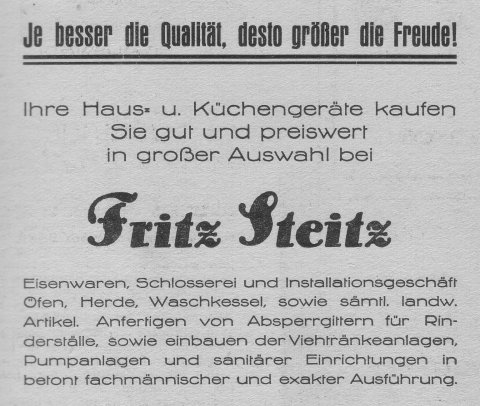 Je besser die Qualität, desto größer die Freude!
Ihre Haus- u. Küchengeräte kaufen
Sie gut und preiswert
in großer Auswahl bei
Fritz Steitz
Eisenwaren, Schlosserei und Installationsgeschäft
Öfen, Herde, Waschkessel, sowie sämtl. landw.
Artikel. Anfertigen von Absperrgittern für Rin-
derställe, sowie einbauen der Viehtränkeanlagen,
Pumpanlagen und sanitärer Einrichtungen in
betont fachmännischer und exakter Ausführung.